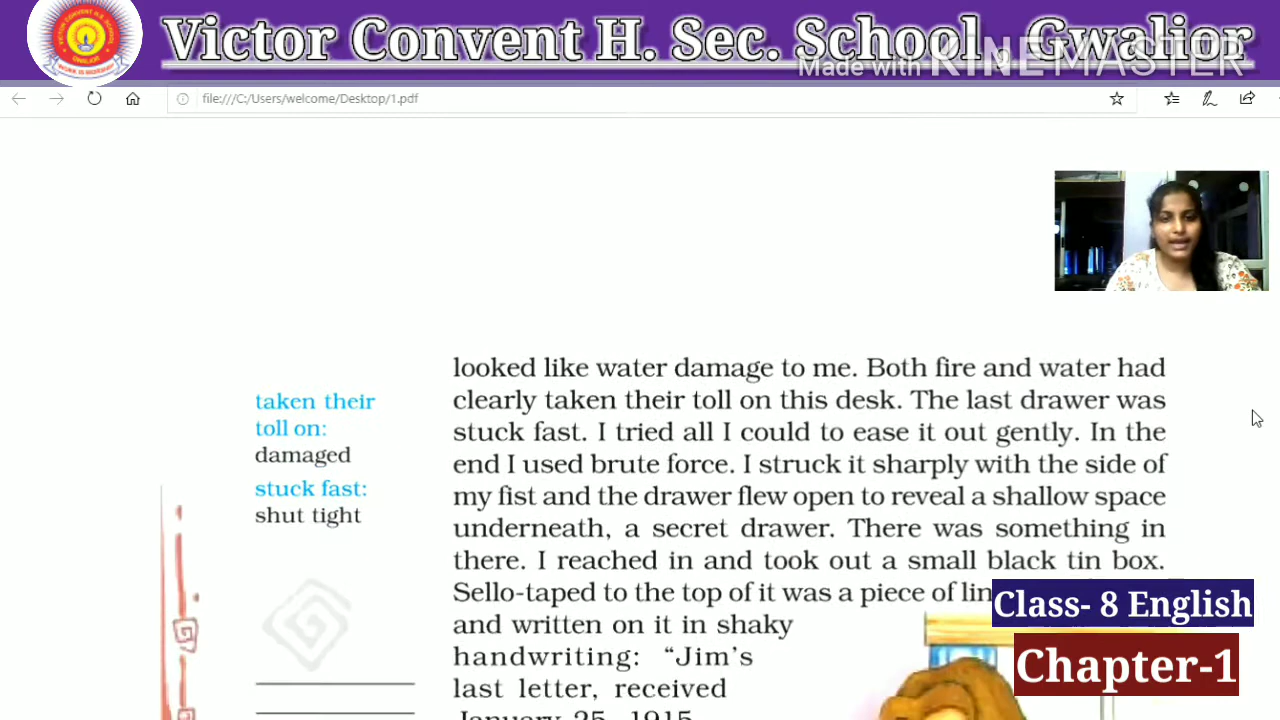 Victor Convent H. Sec. School, Gwalior
Made with KINEMASTER
file:///C:/Users/welcome/Desktop/1.pdf
looked like water damage to me. Both fire and water had
clearly taken their toll on this desk. The last drawer was
stuck fast. I tried all I could to ease it out gently. In the
end I used brute force. I struck it sharply with the side of
my fist and the drawer flew open to reveal a shallow space
underneath, a secret drawer. There was something in
there. I reached in and took out a small black tin box.
Sello-taped to the top of it was a piece of lin
and written on it in shaky
handwriting: “Jim’s
last letter, received
January 25, 1915.
taken their
toll on:
damaged
stuck fast:
shut tight
Class- 8 English
Chapter-1